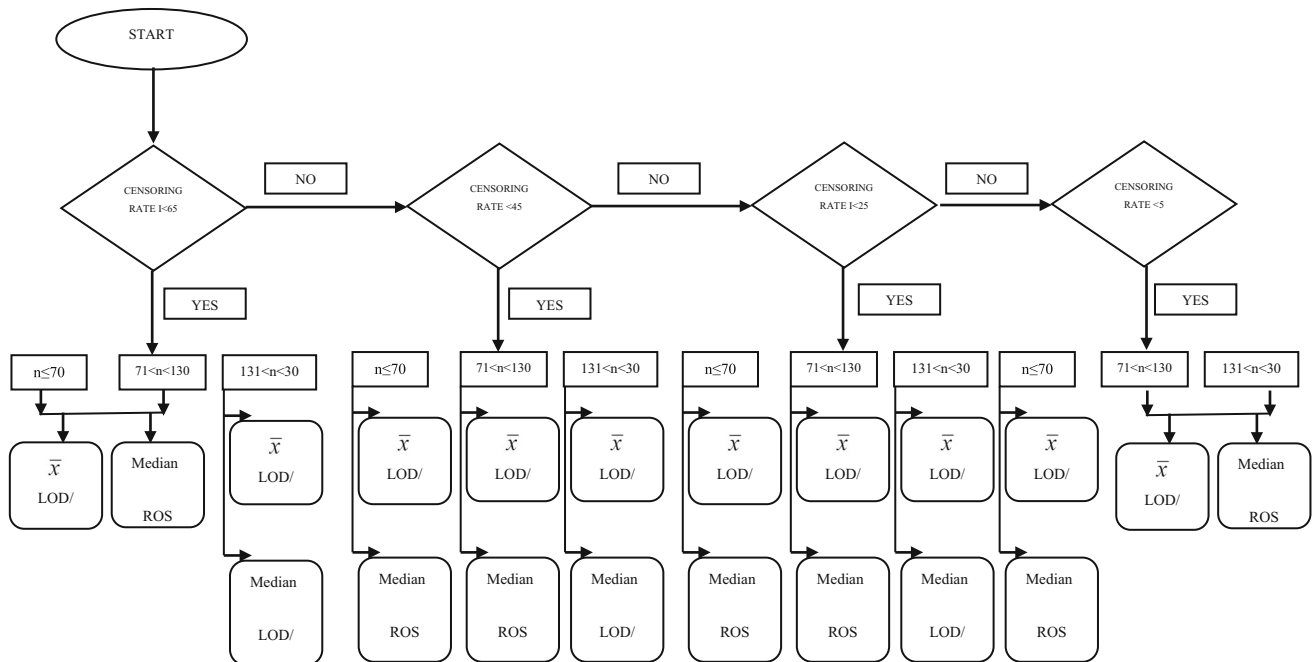 START
CENSORING
RATE I<65
NO
CENSORING
RATE <45
NO
CENSORING
RATE I<25
NO
CENSORING
RATE <5
YES
YES
YES
YES
n≤70
71<n<130
131<n<30
n≤70
71<n<130
131<n<30
n≤70
71<n<130
131<n<30
n≤70
71<n<130
131<n<30
x̅
LOD/
Median
ROS
x̅
LOD/
x̅
LOD/
x̅
LOD/
x̅
LOD/
x̅
LOD/
x̅
LOD/
x̅
LOD/
x̅
LOD/
x̅
LOD/
Median
ROS
Median
LOD/
Median
ROS
Median
ROS
Median
LOD/
Median
ROS
Median
ROS
Median
LOD/
Median
ROS